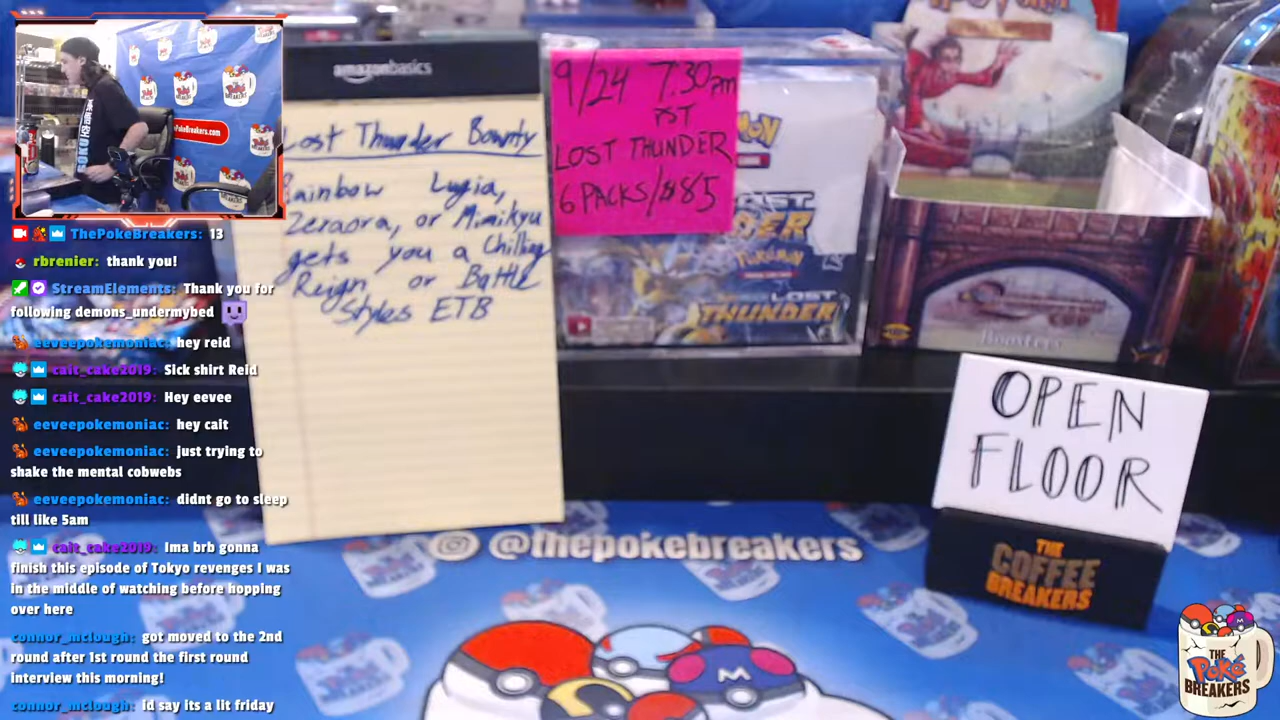 amazonbasics
Lost Thunder Bounty
Rainbow Lugia,
Zeraora, or Mimikyu
gets you a Chilling
Reign, or Battle
Styles ETB
9/24 7:30pm
PST
LOST THUNDER
6 PACKS/$85
POKÉMON
LOST
THUNDER
OPEN
FLOOR
THE
COFFEE
BREAKERS
@thepokebreakers
PokeBreakers.com
Boosters
ThePokeBreakers: 13
rbrenier: thank you!
StreamElements: Thank you for
following demons_undermybed
eeveepokemoniac: hey reid
cait_cake2019: Sick shirt Reid
cait_cake2019: Hey eevee
eeveepokemoniac: hey cait
eeveepokemoniac: just trying to
shake the mental cobwebs
eeveepokemoniac: didnt go to sleep
till like 5am
cait_cake2019: Ima brb gonna
finish this episode of Tokyo revenges I was
in the middle of watching before hopping
over here
connor_mclough: got moved to the 2nd
round after 1st round the first round
interview this morning!
connor_mclough: id say its a lit friday
M
THE
Poké
BREAKERS